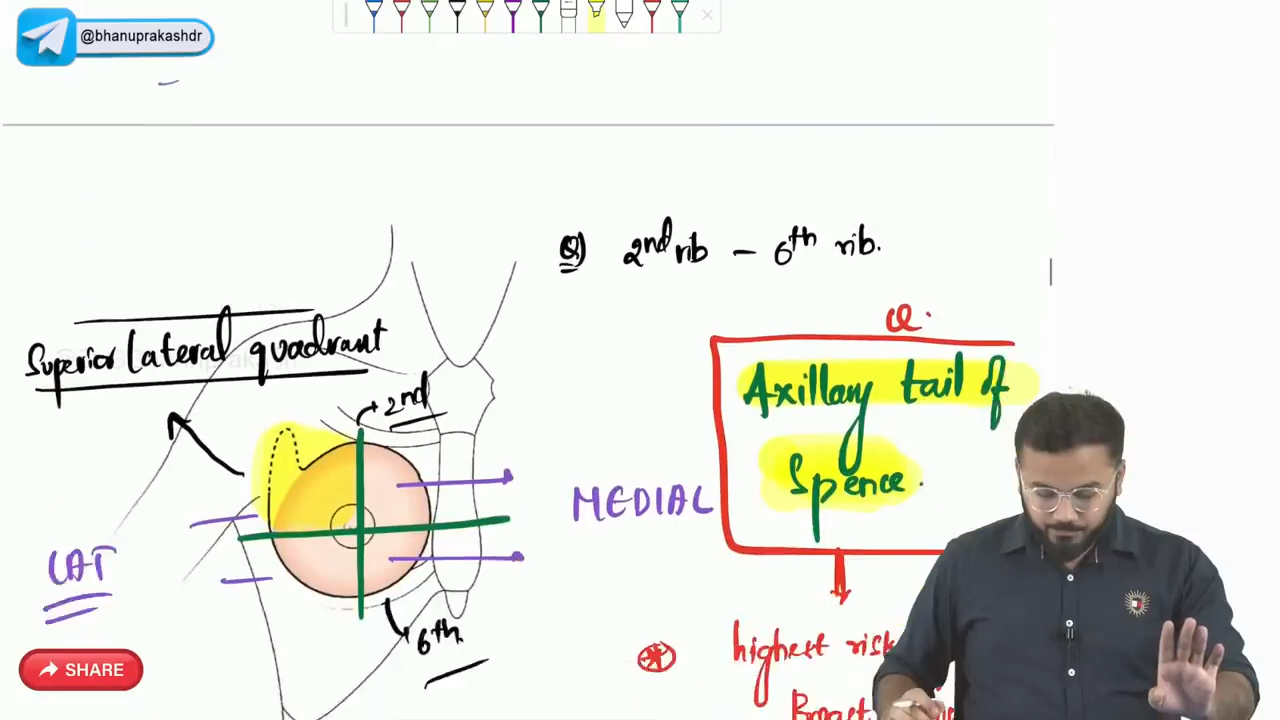 @bhanuprakashdr
Q) 2nd rib - 6th rib.
Q.
Superior lateral quadrant
Axillary tail of
Spence.
2nd
MEDIAL
LAT
6th
highest risk
SHARE